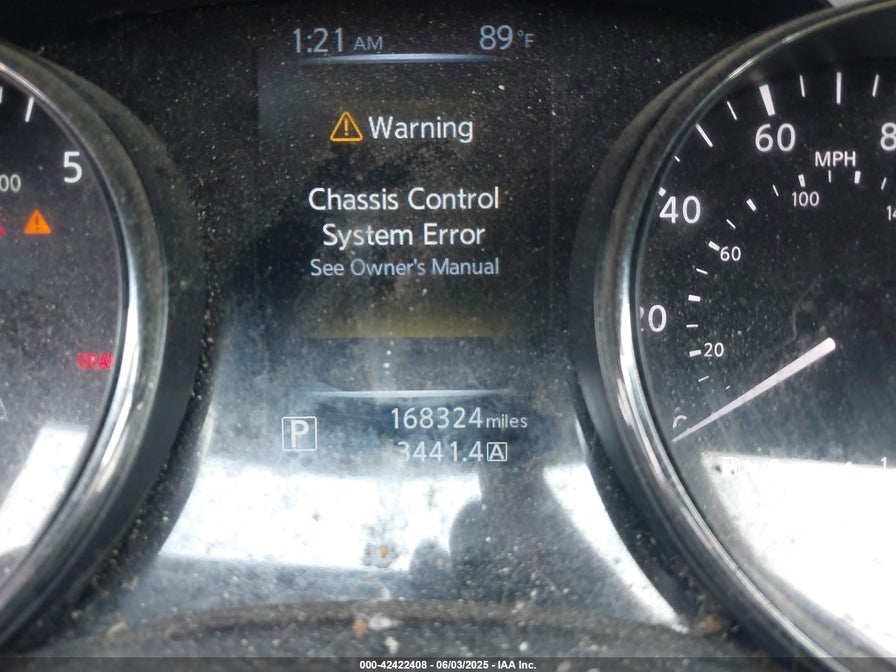 1:21 AM 89°F
Warning
Chassis Control
System Error
See Owner's Manual
P 168324 miles
3441.4 A
5
60
MPH
100
40
60
20
000-42422408 - 06/03/2025 - IAA Inc.